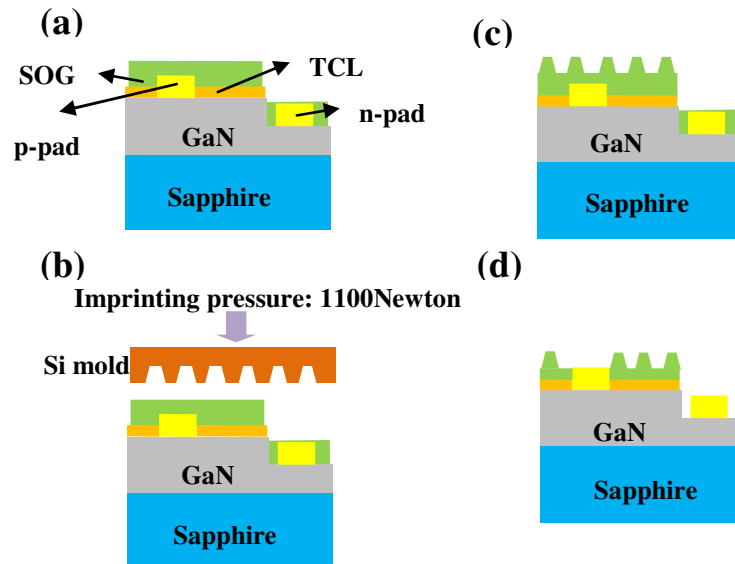 (a)
SOG
TCL
p-pad
n-pad
GaN
Sapphire
(b)
Imprinting pressure: 1100Newton
Si mold
GaN
Sapphire
(c)
GaN
Sapphire
(d)
GaN
Sapphire